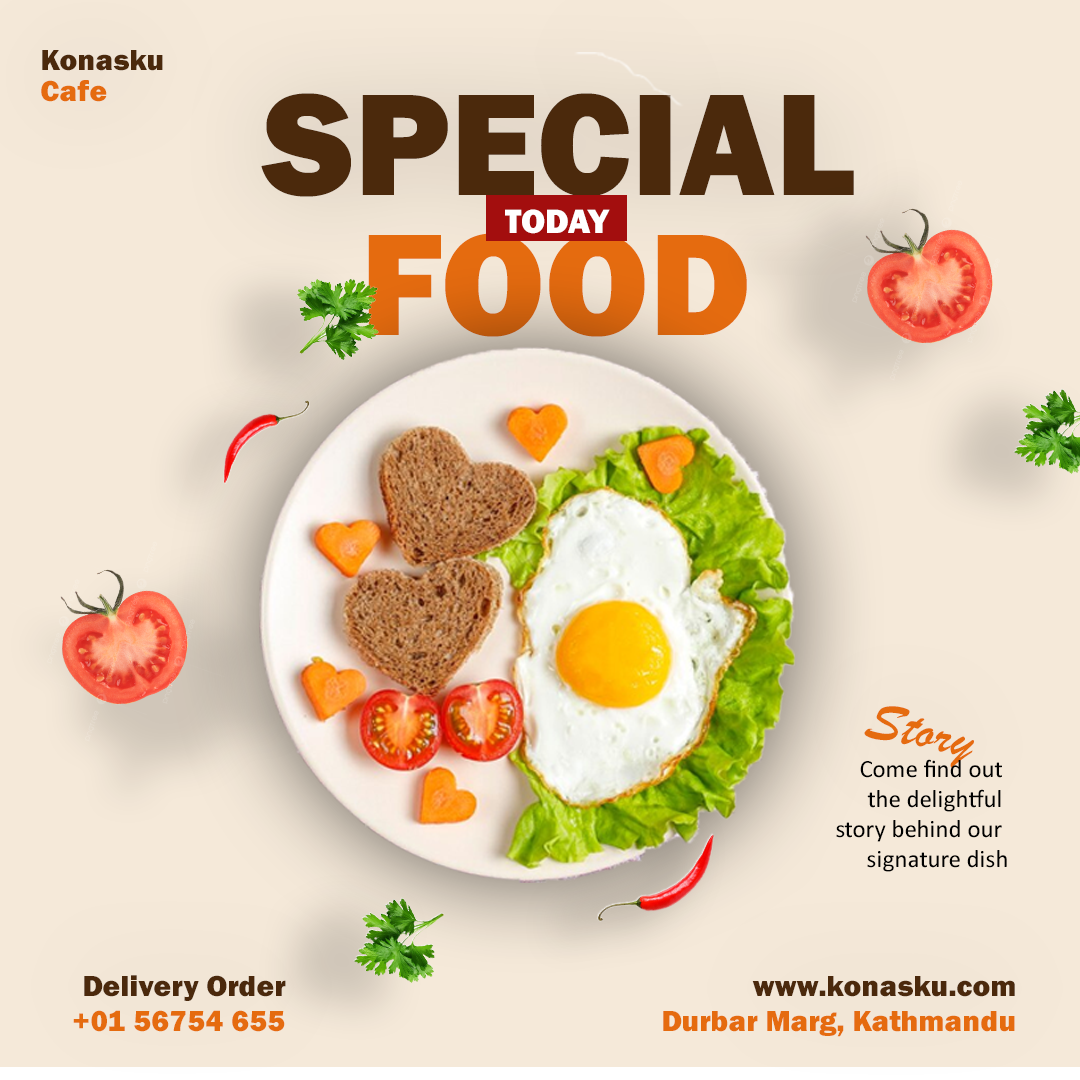 Konasku
Cafe
SPECIAL
TODAY
FOOD
Story
Come find out
the delightful
story behind our
signature dish
Delivery Order
+01 56754 655
www.konasku.com
Durbar Marg, Kathmandu